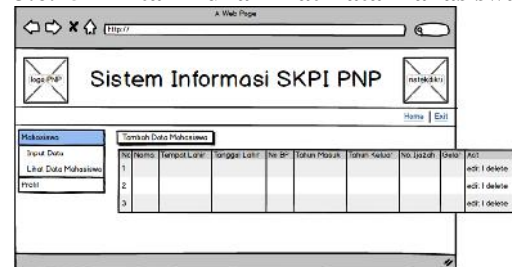 A Web Page
http://
logo PNP
Sistem Informasi SKPI PNP
ristekdikti
Home | Exit
Mahasiswa
Input Data
Lihat Data Mahasiswa
Profil
Tambah Data Mahasiswa
No Nama Tempat Lahir Tanggal Lahir No BP Tahun Masuk Tahun Keluar No. Ijazah Gelar Act
1 edit | delete
2 edit | delete
3 edit | delete